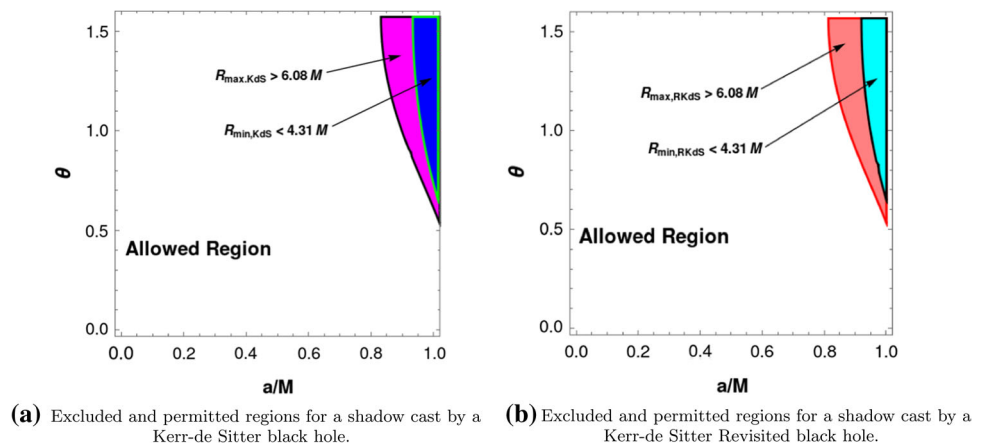 1.5
1.0
0.5
0.0
θ
R_max,KdS > 6.08 M
R_min,KdS < 4.31 M
Allowed Region
0.0 0.2 0.4 0.6 0.8 1.0
a/M
(a) Excluded and permitted regions for a shadow cast by a
Kerr-de Sitter black hole.
1.5
1.0
0.5
0.0
θ
R_max,RKdS > 6.08 M
R_min,RKdS < 4.31 M
Allowed Region
0.0 0.2 0.4 0.6 0.8 1.0
a/M
(b) Excluded and permitted regions for a shadow cast by a
Kerr-de Sitter Revisited black hole.